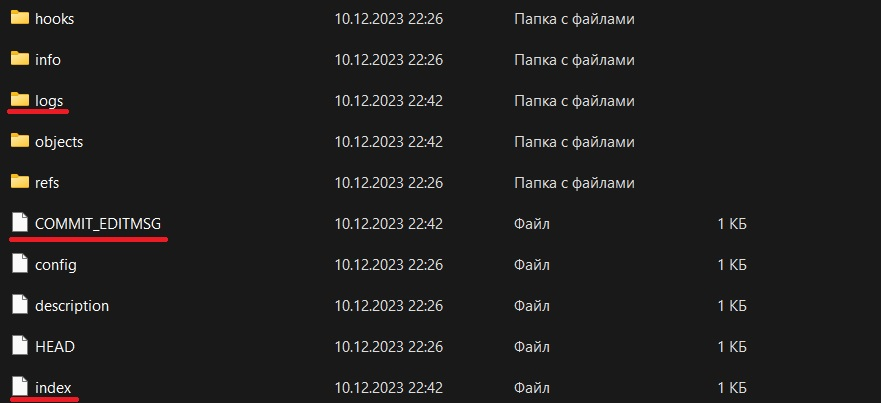 hooks 10.12.2023 22:26 Папка с файлами
info 10.12.2023 22:26 Папка с файлами
logs 10.12.2023 22:42 Папка с файлами
objects 10.12.2023 22:42 Папка с файлами
refs 10.12.2023 22:26 Папка с файлами
COMMIT_EDITMSG 10.12.2023 22:42 Файл 1 КБ
config 10.12.2023 22:26 Файл 1 КБ
description 10.12.2023 22:26 Файл 1 КБ
HEAD 10.12.2023 22:26 Файл 1 КБ
index 10.12.2023 22:42 Файл 1 КБ